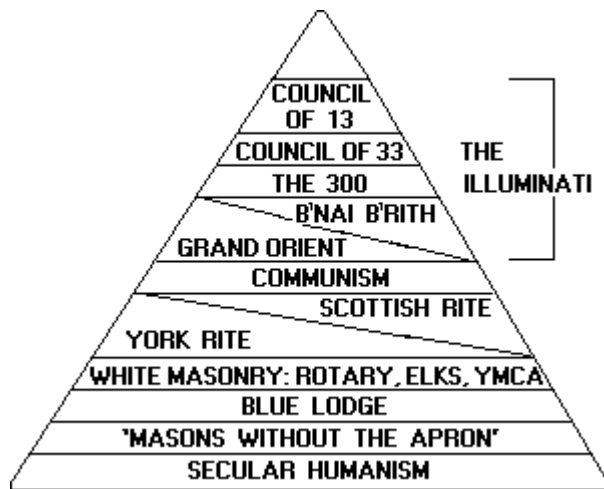 COUNCIL
OF 13
COUNCIL OF 33
THE 300
THE
ILLUMINATI
B'NAI B'RITH
GRAND ORIENT
COMMUNISM
SCOTTISH RITE
YORK RITE
WHITE MASONRY: ROTARY, ELKS, YMCA
BLUE LODGE
"MASONS WITHOUT THE APRON"
SECULAR HUMANISM